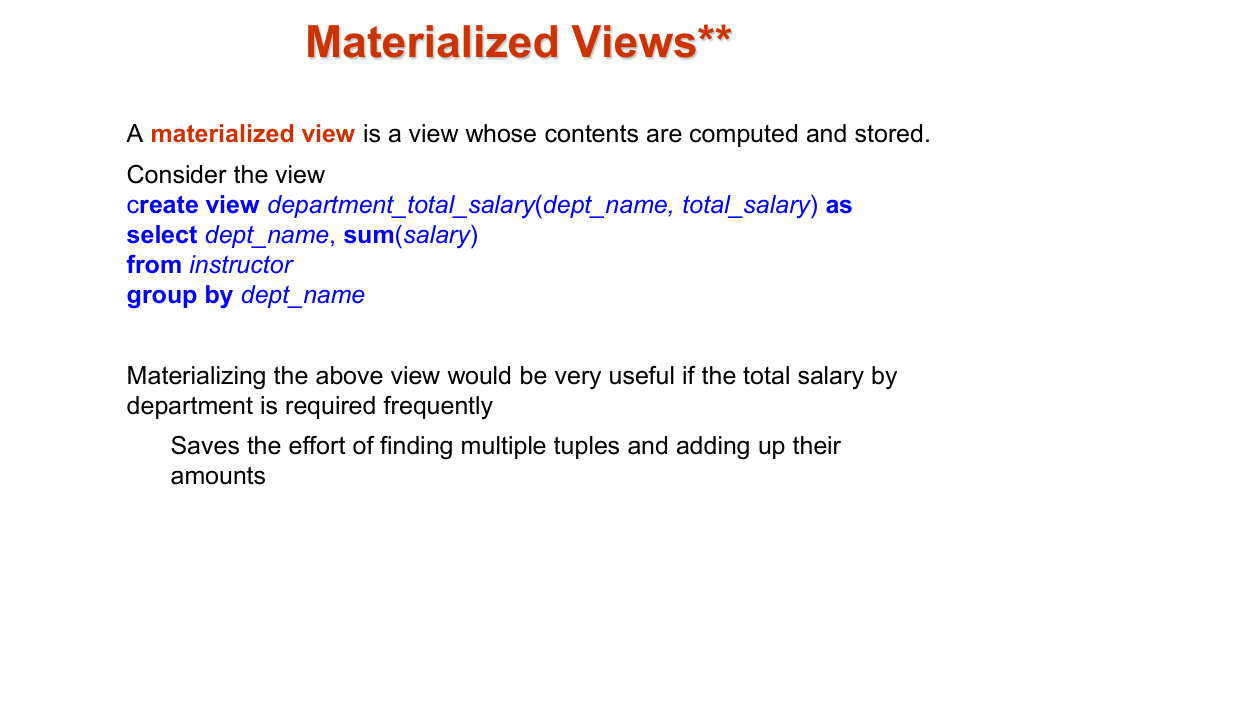 Materialized Views**
A materialized view is a view whose contents are computed and stored.
Consider the view
create view department_total_salary(dept_name, total_salary) as
select dept_name, sum(salary)
from instructor
group by dept_name
Materializing the above view would be very useful if the total salary by
department is required frequently
Saves the effort of finding multiple tuples and adding up their
amounts